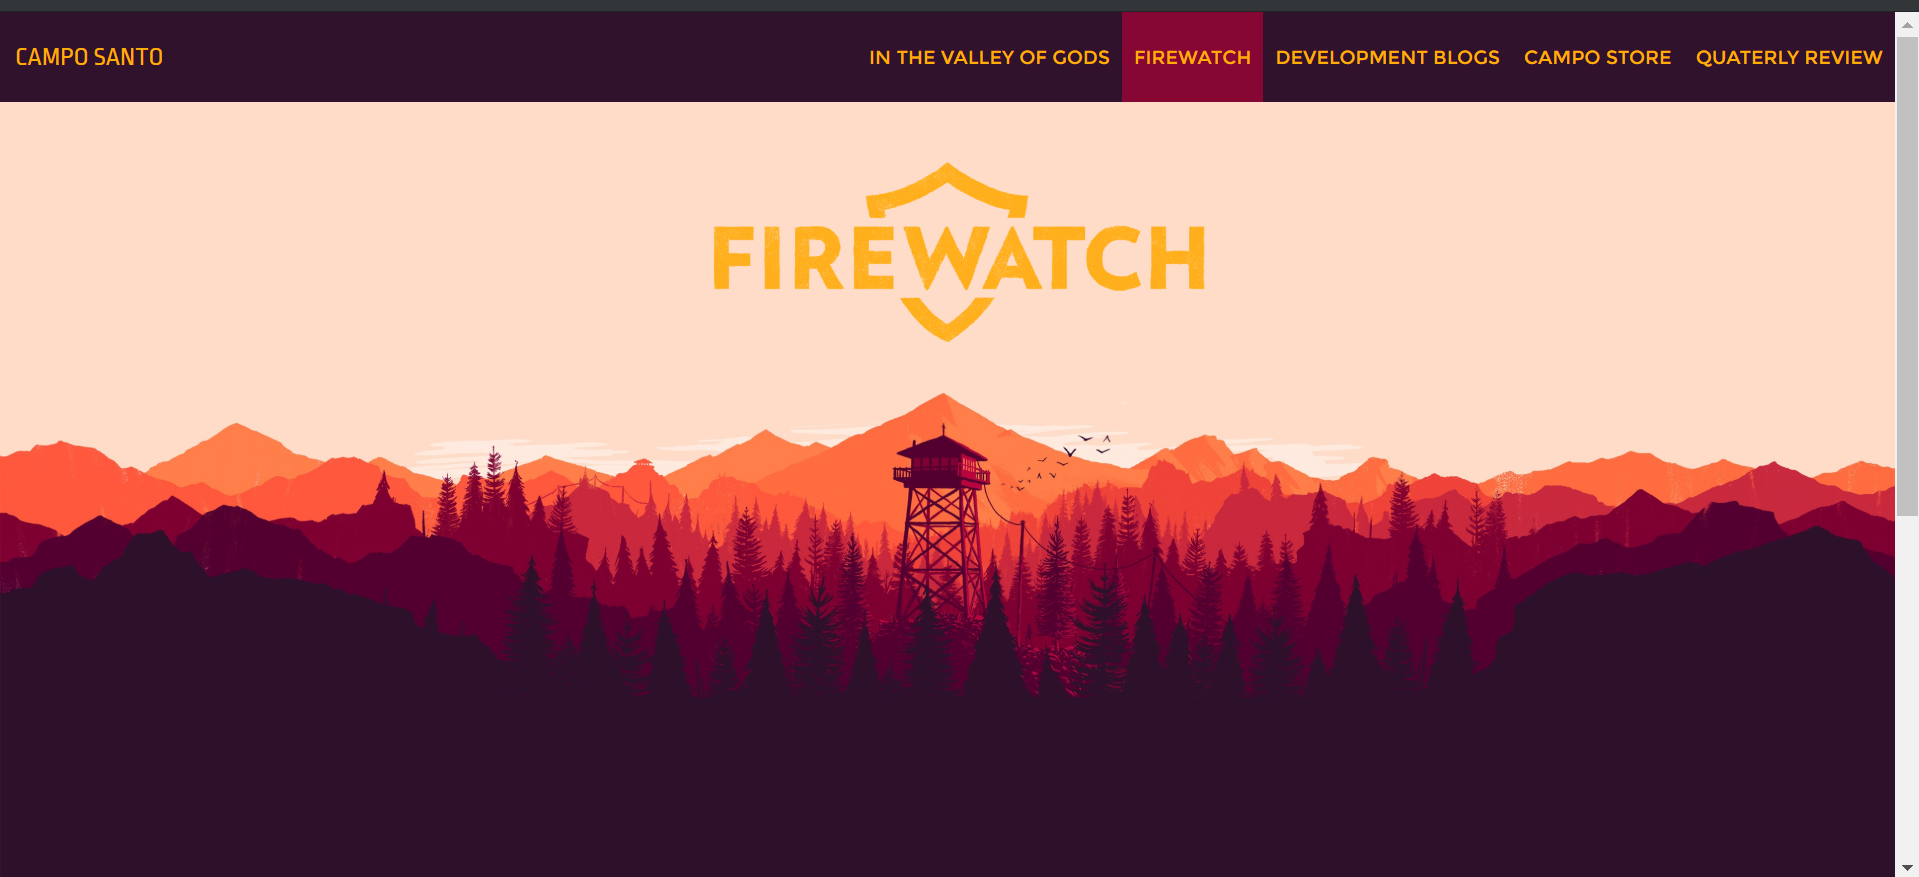 CAMPO SANTO
IN THE VALLEY OF GODS FIREWATCH DEVELOPMENT BLOGS CAMPO STORE QUATERLY REVIEW
FIREWATCH